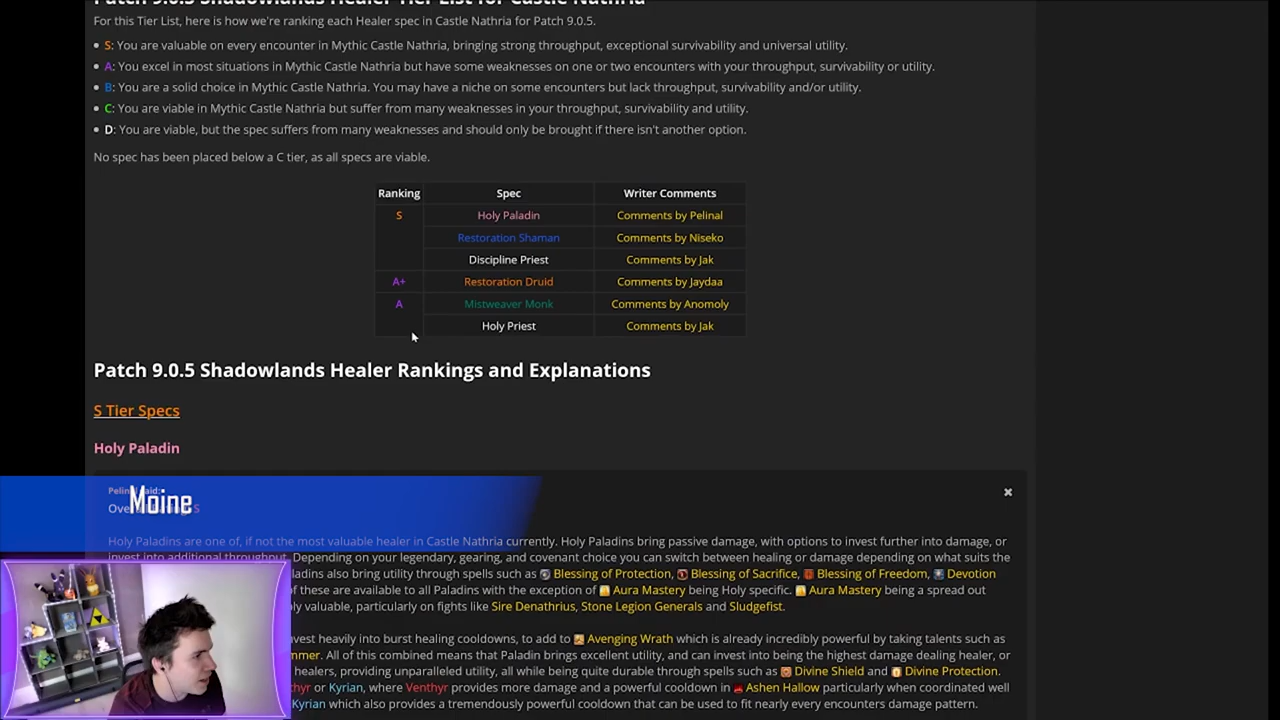 Patch 9.0.5 Shadowlands Healer Tier List for Castle Nathria
For this Tier List, here is how we're ranking each Healer spec in Castle Nathria for Patch 9.0.5.
S: You are valuable on every encounter in Mythic Castle Nathria, bringing strong throughput, exceptional survivability and universal utility.
A: You excel in most situations in Mythic Castle Nathria but have some weaknesses on one or two encounters with your throughput, survivability or utility.
B: You are a solid choice in Mythic Castle Nathria. You may have a niche on some encounters but lack throughput, survivability and/or utility.
C: You are viable in Mythic Castle Nathria but suffer from many weaknesses in your throughput, survivability and utility.
D: You are viable, but the spec suffers from many weaknesses and should only be brought if there isn't another option.
No spec has been placed below a C tier, as all specs are viable.
Ranking Spec Writer Comments
S Holy Paladin Comments by Pelinal
Restoration Shaman Comments by Niseko
Discipline Priest Comments by Jak
A+ Restoration Druid Comments by Jaydaa
A Mistweaver Monk Comments by Anomoly
Holy Priest Comments by Jak
Patch 9.0.5 Shadowlands Healer Rankings and Explanations
S Tier Specs
Holy Paladin
Moine
S
Holy Paladins are one of, if not the most valuable healer in Castle Nathria currently. Holy Paladins bring passive damage, with options to invest further into damage, or
invest into additional throughput. Depending on your legendary, gearing, and covenant choice you can switch between healing or damage depending on what suits the
also bring utility through spells such as Blessing of Protection, Blessing of Sacrifice, Blessing of Freedom, Devotion
these are available to all Paladins with the exception of Aura Mastery being Holy specific. Aura Mastery being a spread out
valuable, particularly on fights like Sire Denathrius, Stone Legion Generals and Sludgefist.
heavily into burst healing cooldowns, to add to Avenging Wrath which is already incredibly powerful by taking talents such as
All of this combined means that Paladin brings excellent utility, and can invest into being the highest damage dealing healer, or
healers, providing unparalleled utility, all while being quite durable through spells such as Divine Shield and Divine Protection.
or Kyrian, where Venthyr provides more damage and a powerful cooldown in Ashen Hallow particularly when coordinated well
Kyrian which also provides a tremendously powerful cooldown that can be used to fit nearly every encounters damage pattern.